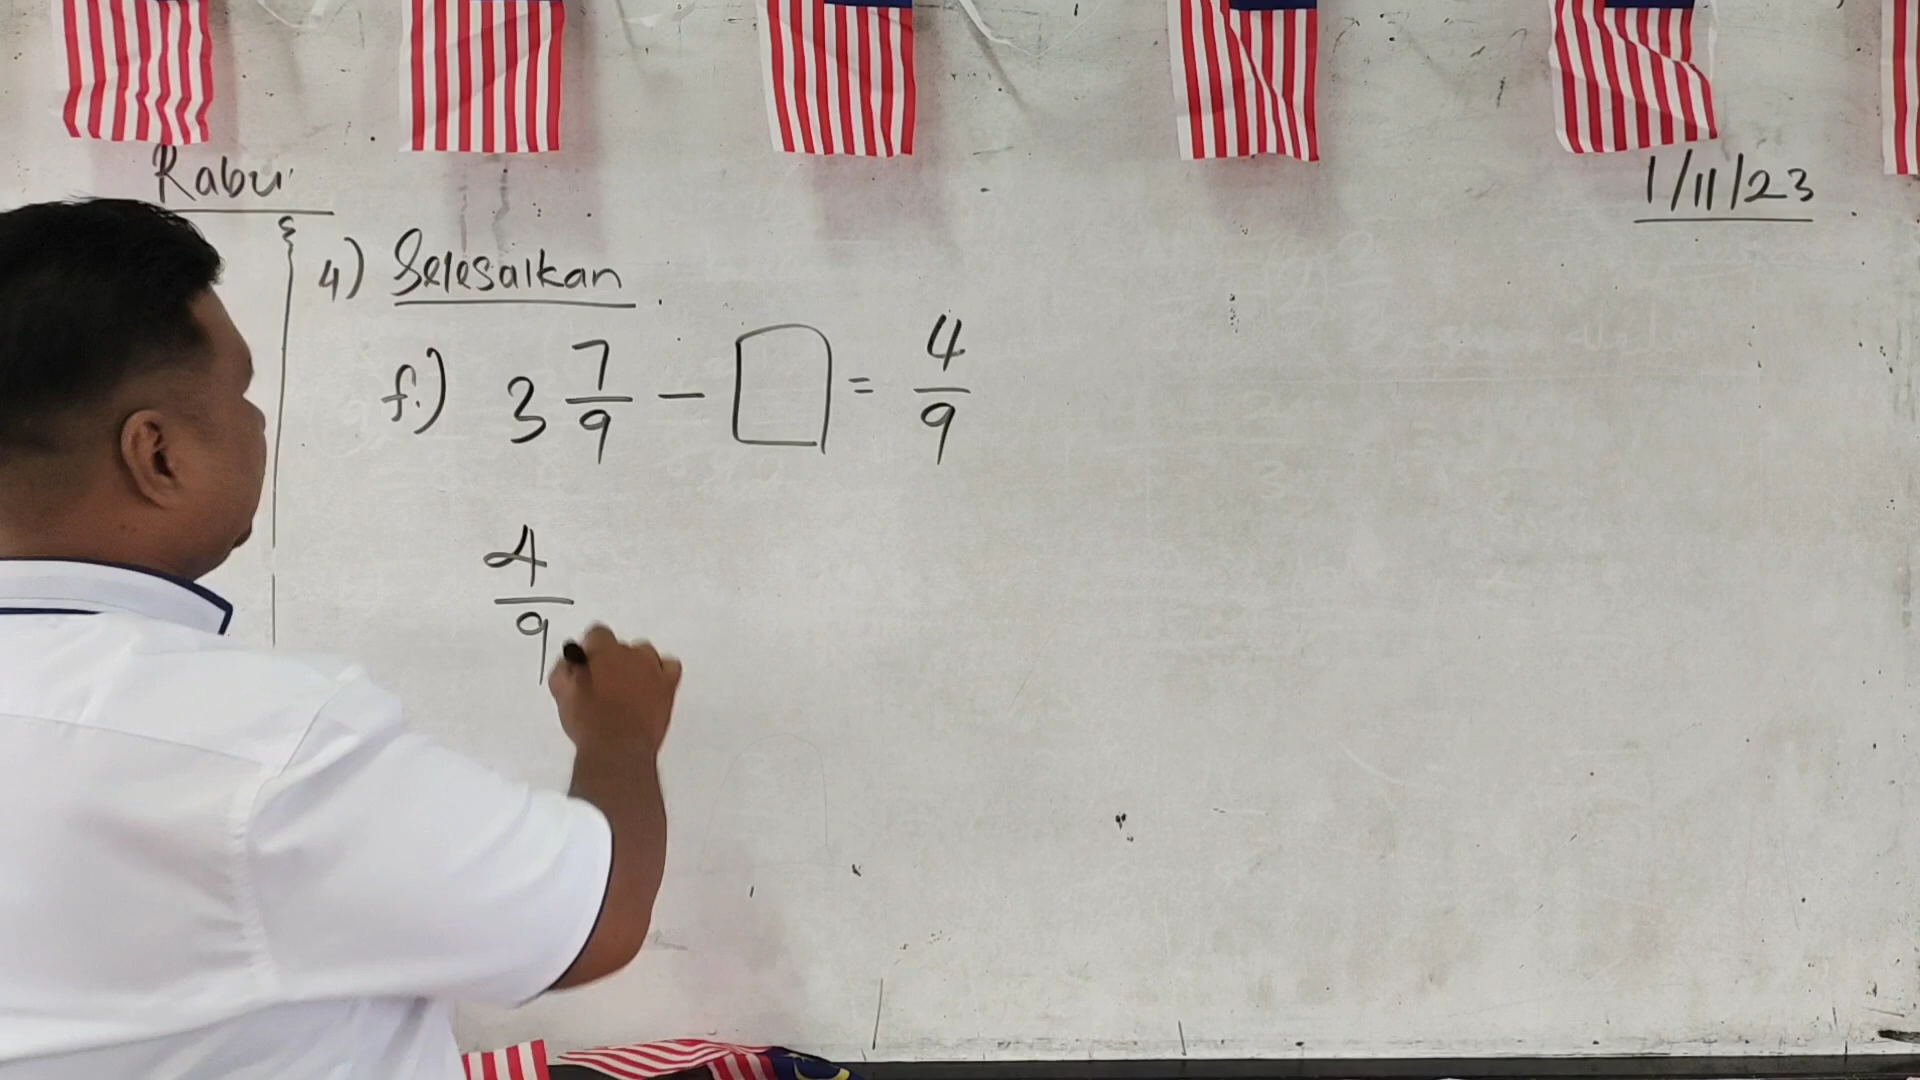 Rabu
1/11/23
4) Selesaikan
f.) 3 7/9 - □ = 4/9
4/9